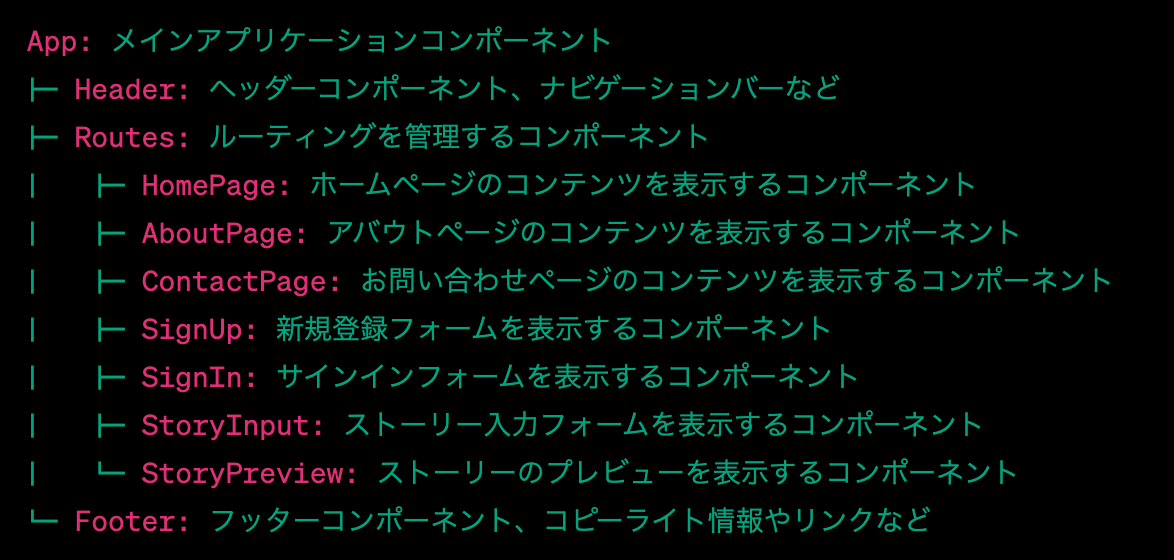 App: メインアプリケーションコンポーネント
├─ Header: ヘッダーコンポーネント、ナビゲーションバーなど
├─ Routes: ルーティングを管理するコンポーネント
|   ├─ HomePage: ホームページのコンテンツを表示するコンポーネント
|   ├─ AboutPage: アバウトページのコンテンツを表示するコンポーネント
|   ├─ ContactPage: お問い合わせページのコンテンツを表示するコンポーネント
|   ├─ SignUp: 新規登録フォームを表示するコンポーネント
|   ├─ SignIn: サインインフォームを表示するコンポーネント
|   ├─ StoryInput: ストーリー入力フォームを表示するコンポーネント
|   └─ StoryPreview: ストーリーのプレビューを表示するコンポーネント
└─ Footer: フッターコンポーネント、コピーライト情報やリンクなど